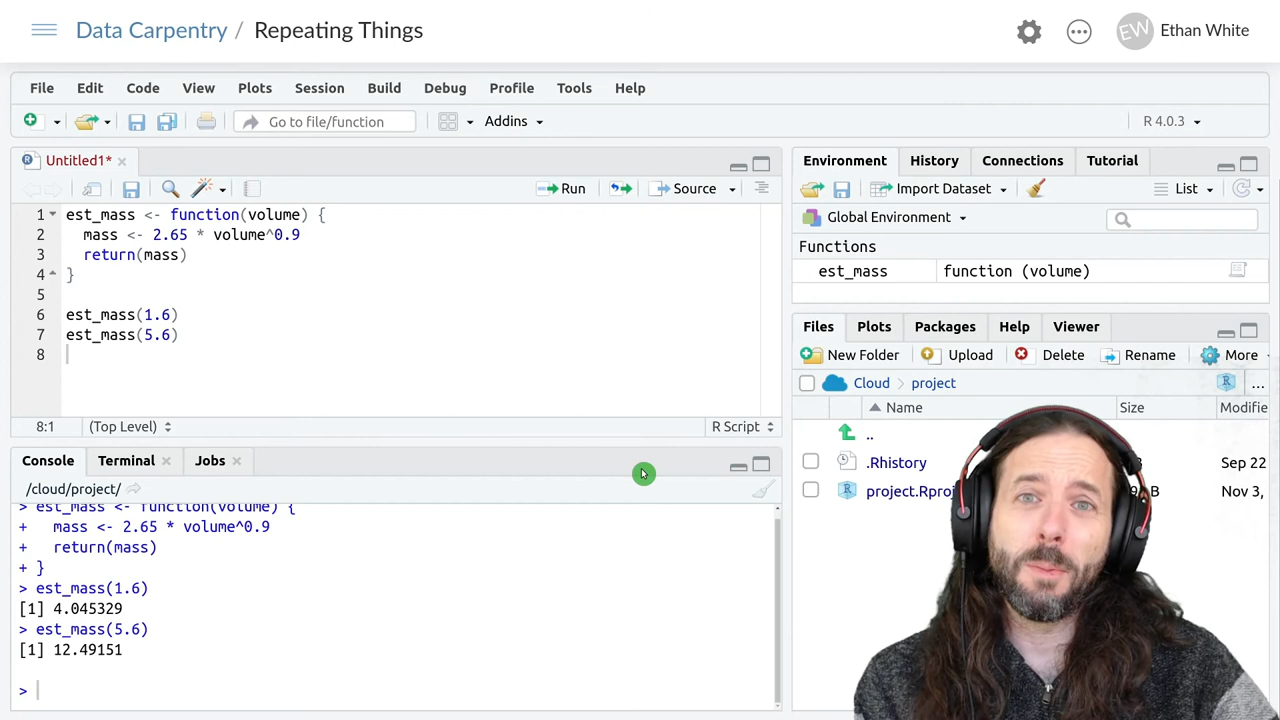 Data Carpentry / Repeating Things
EW Ethan White
File Edit Code View Plots Session Build Debug Profile Tools Help
Go to file/function Addins R 4.0.3
Untitled1*
Run Source
1 est_mass <- function(volume) {
2 mass <- 2.65 * volume^0.9
3 return(mass)
4 }
5
6 est_mass(1.6)
7 est_mass(5.6)
8
8:1 (Top Level) R Script
Console Terminal Jobs
/cloud/project/
> est_mass <- function(volume) {
+ mass <- 2.65 * volume^0.9
+ return(mass)
+ }
> est_mass(1.6)
[1] 4.045329
> est_mass(5.6)
[1] 12.49151
>
Environment History Connections Tutorial
Import Dataset List
Global Environment
Functions
est_mass function (volume)
Files Plots Packages Help Viewer
New Folder Upload Delete Rename More
Cloud > project ...
Name Size Modifie
..
.Rhistory Sep 22
project.Rproj B Nov 3,